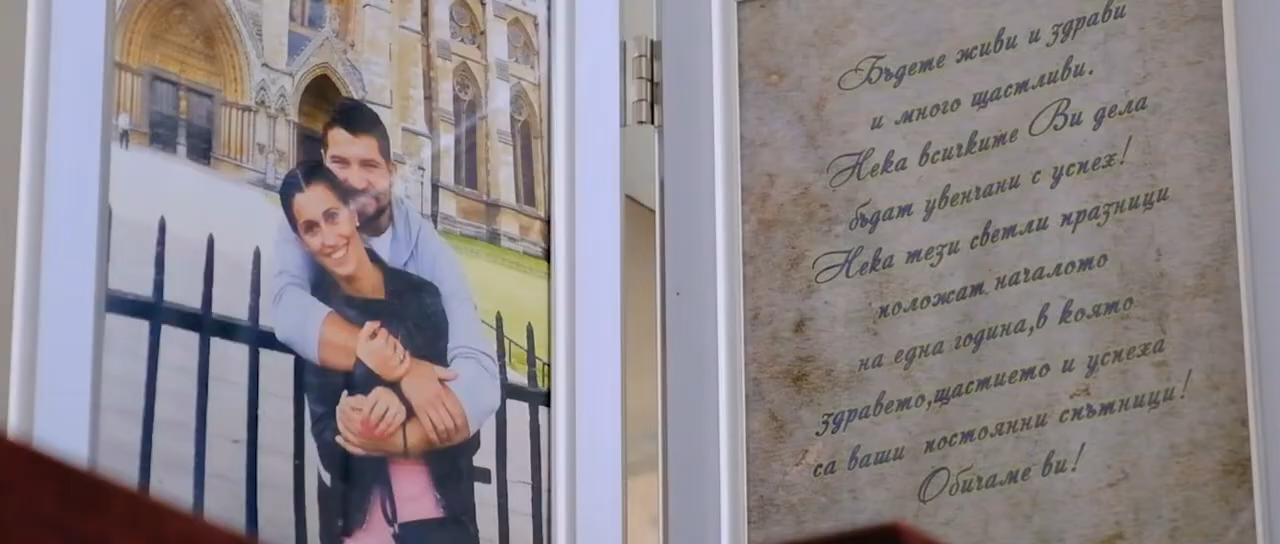 Бъдете живи и здрави
и много щастливи.
Нека всичките Ви дела
бъдат увенчани с успех!
Нека тези светли празници
положат началото
на една година,в която
здравето,щастието и успеха
са ваши постоянни спътници!
Обичаме ви!